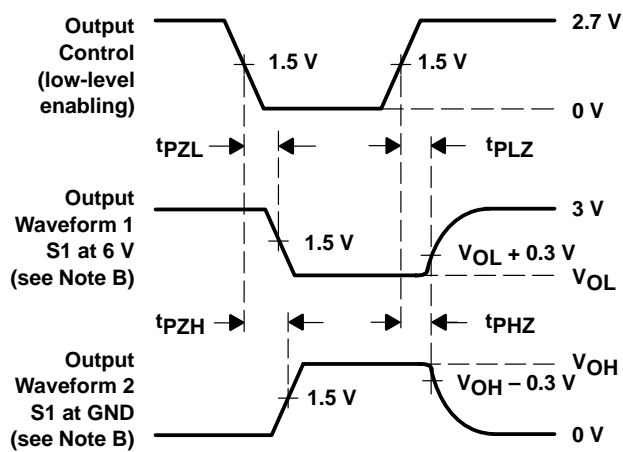 Output
Control
(low-level
enabling)
1.5 V
1.5 V
2.7 V
0 V
tPZL
tPLZ
Output
Waveform 1
S1 at 6 V
(see Note B)
1.5 V
3 V
VOL + 0.3 V
VOL
tPZH
tPHZ
Output
Waveform 2
S1 at GND
(see Note B)
1.5 V
VOH
VOH – 0.3 V
0 V